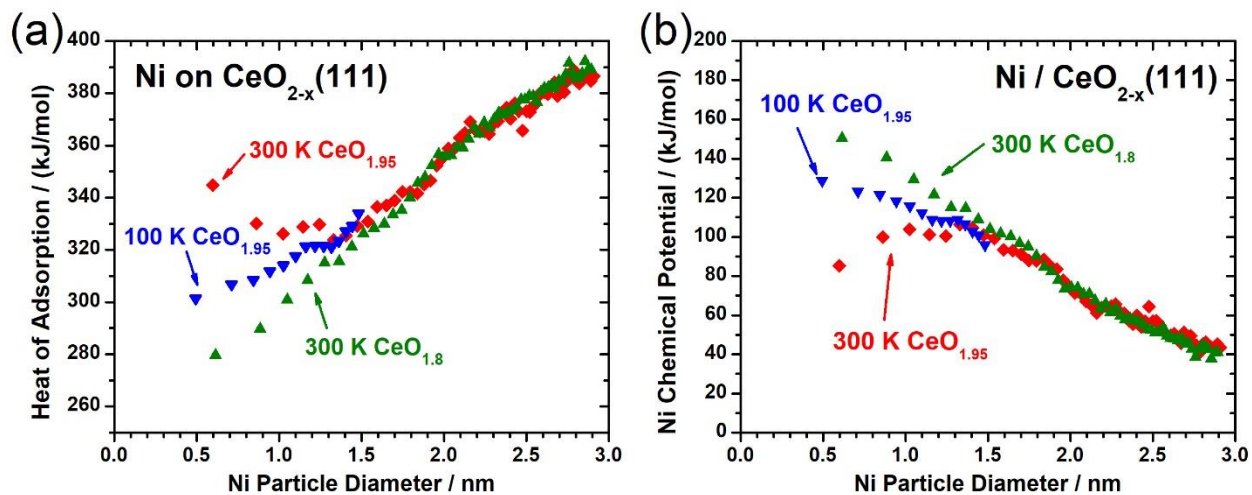 (a)
Heat of Adsorption / (kJ/mol)
400
380
360
340
320
300
280
260
Ni on CeO2-x(111)
300 K CeO1.95
100 K CeO1.95
300 K CeO1.8
0.0 0.5 1.0 1.5 2.0 2.5 3.0
Ni Particle Diameter / nm
(b)
Ni Chemical Potential / (kJ/mol)
200
180
160
140
120
100
80
60
40
20
0
Ni / CeO2-x(111)
100 K CeO1.95
300 K CeO1.8
300 K CeO1.95
0.0 0.5 1.0 1.5 2.0 2.5 3.0
Ni Particle Diameter / nm